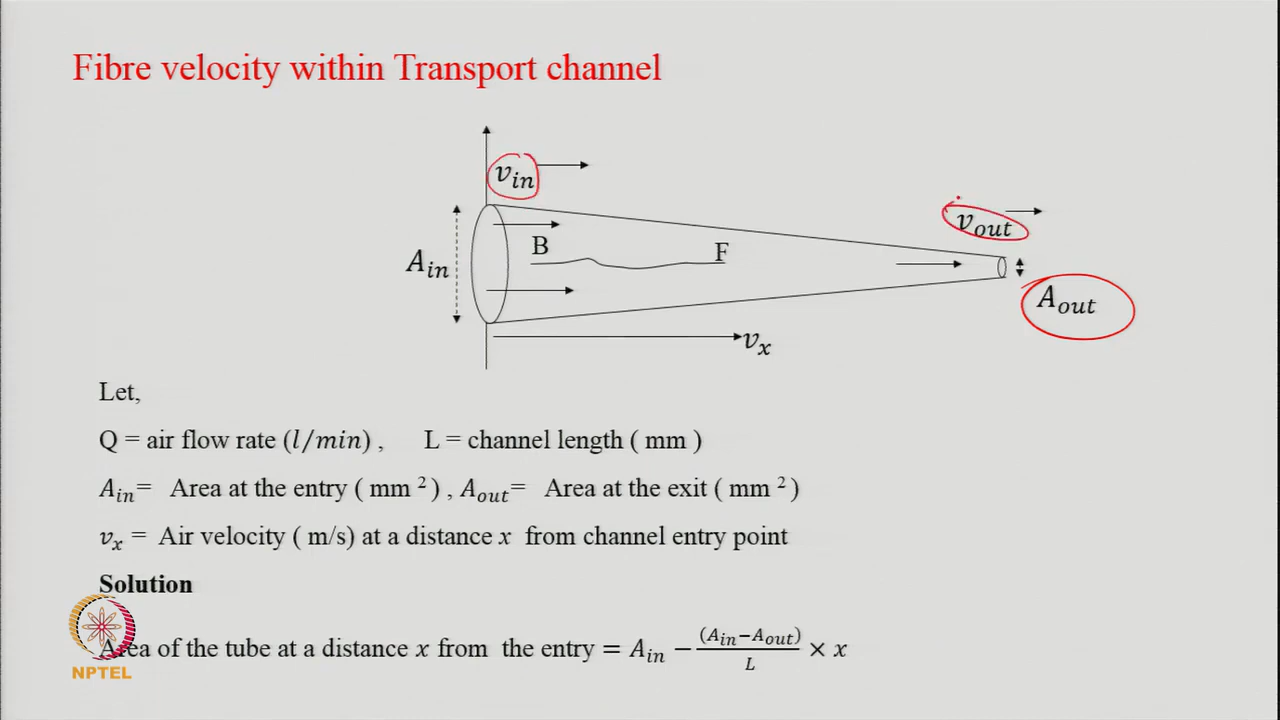 Fibre velocity within Transport channel
v_in
v_out
B
F
A_in
A_out
v_x
Let,
Q = air flow rate (l/min) , L = channel length ( mm )
A_in= Area at the entry ( mm ²) , A_out= Area at the exit ( mm ²)
v_x = Air velocity ( m/s) at a distance x from channel entry point
Solution
Area of the tube at a distance x from the entry = A_in − (A_in−A_out)/L × x
NPTEL